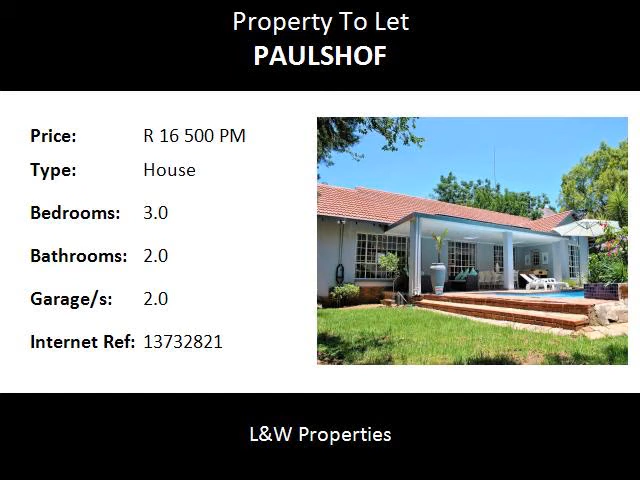 Property To Let
PAULSHOF
Price: R 16 500 PM
Type: House
Bedrooms: 3.0
Bathrooms: 2.0
Garage/s: 2.0
Internet Ref: 13732821
L&W Properties